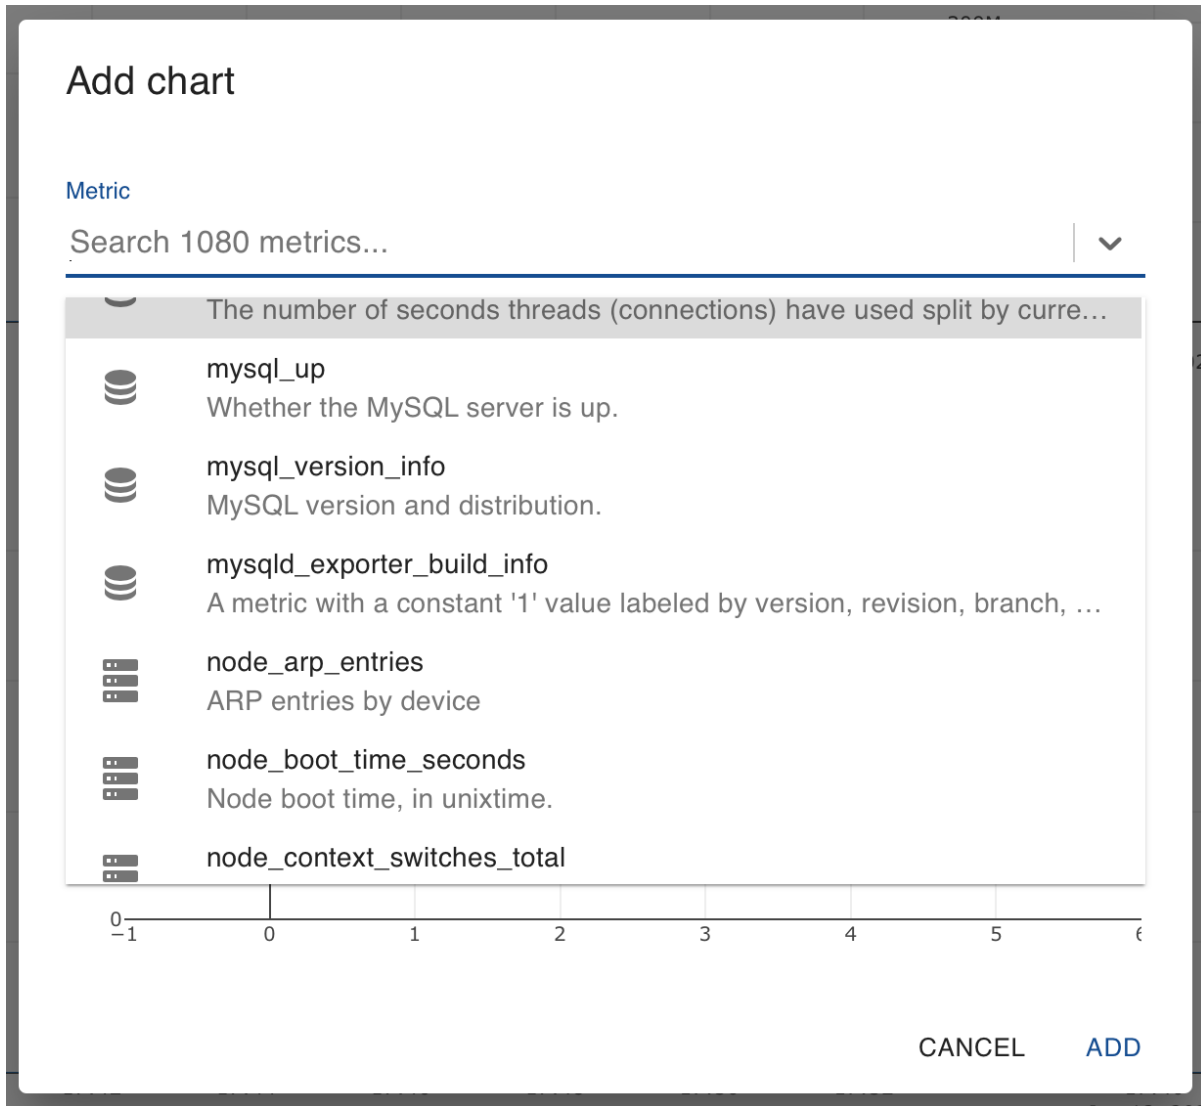 Add chart
Metric
Search 1080 metrics...
The number of seconds threads (connections) have used split by curre...
mysql_up
Whether the MySQL server is up.
mysql_version_info
MySQL version and distribution.
mysqld_exporter_build_info
A metric with a constant '1' value labeled by version, revision, branch, ...
node_arp_entries
ARP entries by device
node_boot_time_seconds
Node boot time, in unixtime.
node_context_switches_total
0
−1 0 1 2 3 4 5 6
CANCEL ADD